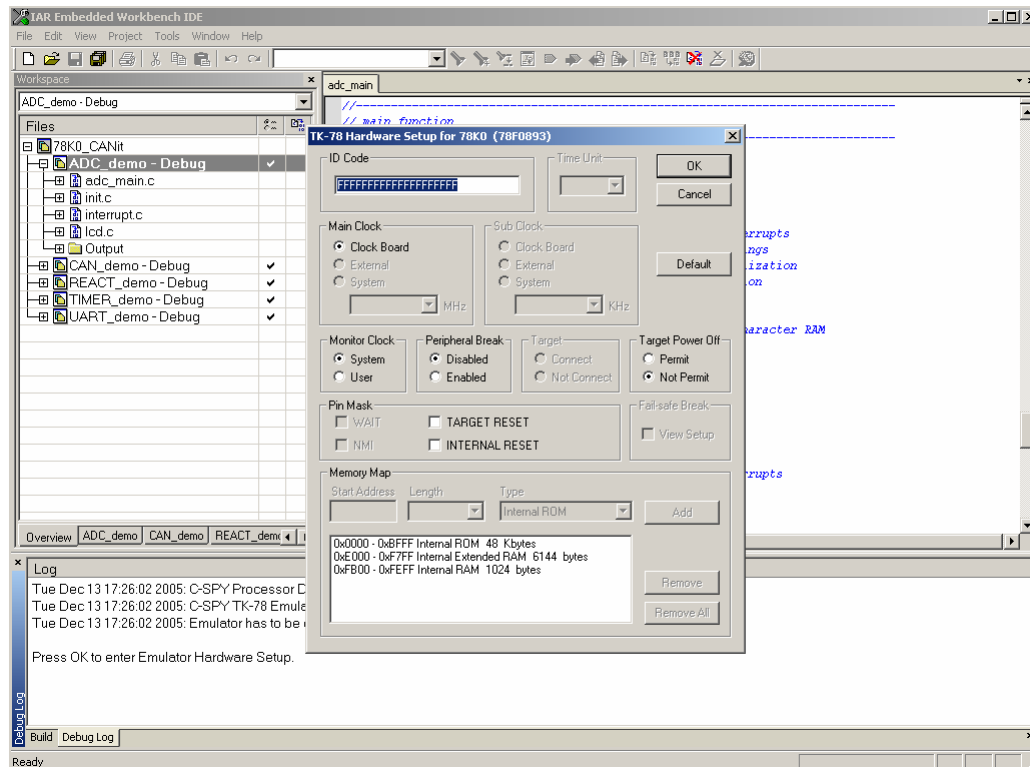 IAR Embedded Workbench IDE
File Edit View Project Tools Window Help
Workspace
ADC_demo - Debug
Files
78K0_CANit
ADC_demo - Debug
adc_main.c
init.c
interrupt.c
lcd.c
Output
CAN_demo - Debug
REACT_demo - Debug
TIMER_demo - Debug
UART_demo - Debug
Overview ADC_demo CAN_demo REACT_demo
adc_main
//
// main function
errupts
ngs
ization
on
aracter RAM
rupts
TK-78 Hardware Setup for 78K0 (78F0893)
ID Code
FFFFFFFFFFFFFFFFFFFF
Time Unit
OK
Cancel
Default
Main Clock
Clock Board
External
System
MHz
Sub Clock
Clock Board
External
System
KHz
Monitor Clock
System
User
Peripheral Break
Disabled
Enabled
Target
Connect
Not Connect
Target Power Off
Permit
Not Permit
Pin Mask
WAIT TARGET RESET
NMI INTERNAL RESET
Fail-safe Break
View Setup
Memory Map
Start Address Length Type
Internal ROM
Add
0x0000 - 0xBFFF Internal ROM 48 Kbytes
0xE000 - 0xF7FF Internal Extended RAM 6144 bytes
0xFB00 - 0xFEFF Internal RAM 1024 bytes
Remove
Remove All
Log
Tue Dec 13 17:26:02 2005: C-SPY Processor D
Tue Dec 13 17:26:02 2005: C-SPY TK-78 Emula
Tue Dec 13 17:26:02 2005: Emulator has to be
Press OK to enter Emulator Hardware Setup.
Debug Log
Build Debug Log
Ready